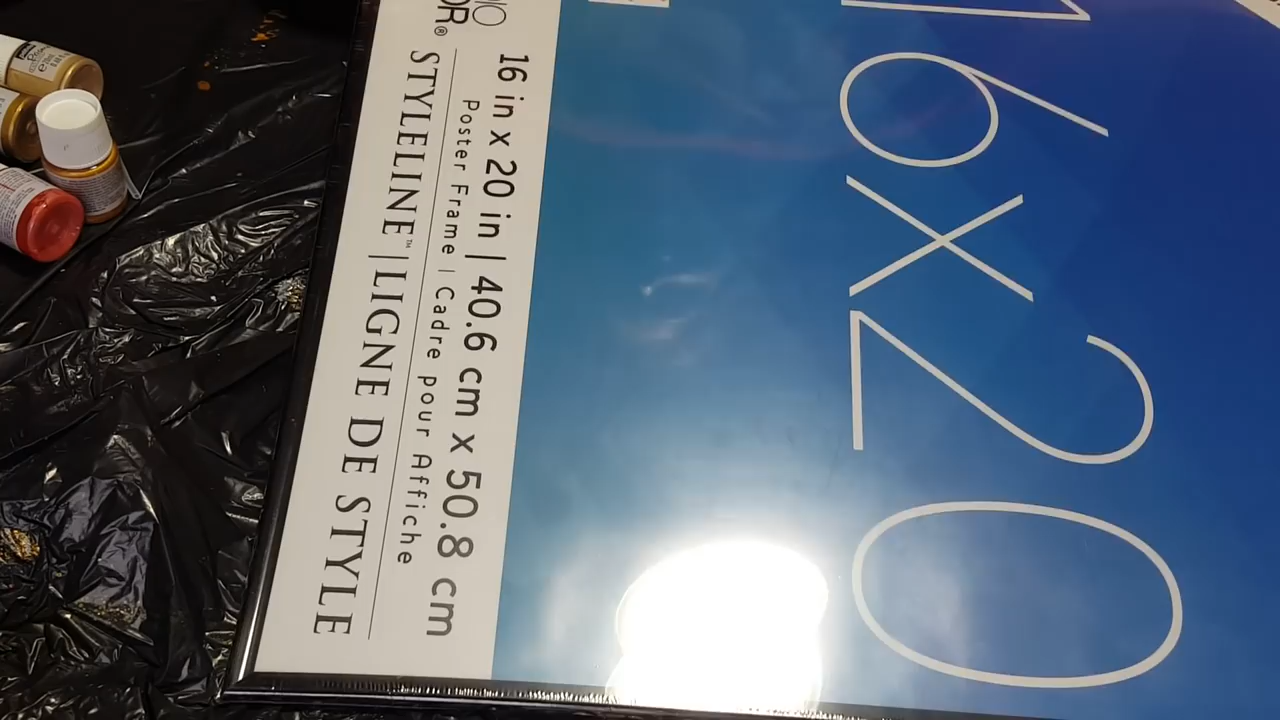 16x20
16 in x 20 in | 40.6 cm x 50.8 cm
Poster Frame | Cadre pour Affiche
STYLELINE™ | LIGNE DE STYLE